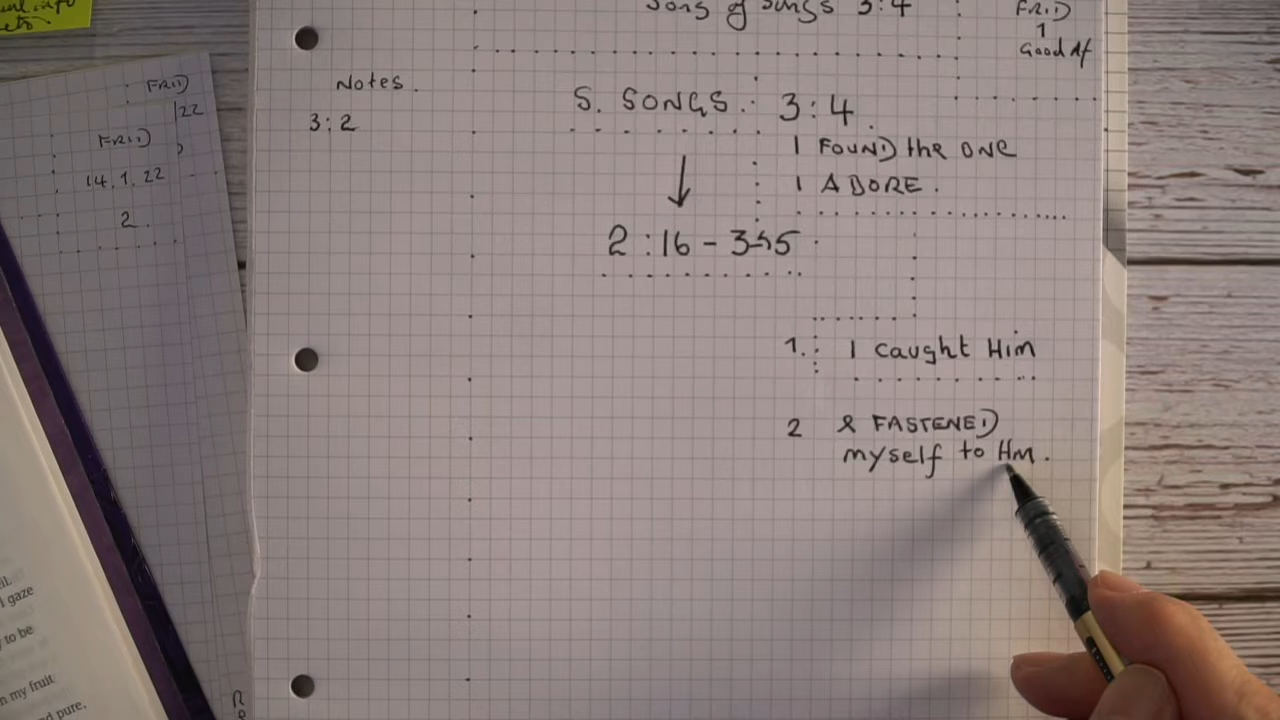 Song of Songs 3:4
FRID
1
Good Af
Notes.
3:2
S. SONGS. 3:4.
I FOUND the ONE
I ADORE.
↓
2:16 - 3:5
1. I caught Him
2 & FASTENED
myself to Hm.
FRID
22
FRID
14.1.22
2.
I gaze
to be
my fruit
pure,
R